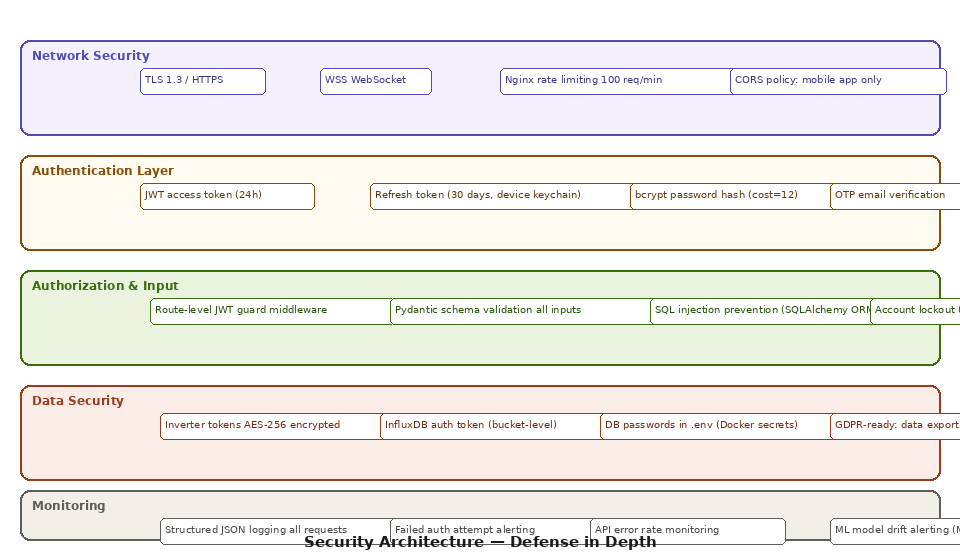 Network Security
TLS 1.3 / HTTPS
WSS WebSocket
Nginx rate limiting 100 req/min
CORS policy: mobile app only
Authentication Layer
JWT access token (24h)
Refresh token (30 days, device keychain)
bcrypt password hash (cost=12)
OTP email verification
Authorization & Input
Route-level JWT guard middleware
Pydantic schema validation all inputs
SQL injection prevention (SQLAlchemy ORM
Account lockout
Data Security
Inverter tokens AES-256 encrypted
InfluxDB auth token (bucket-level)
DB passwords in .env (Docker secrets)
GDPR-ready: data export
Monitoring
Structured JSON logging all requests
Failed auth attempt alerting
API error rate monitoring
ML model drift alerting
Security Architecture — Defense in Depth